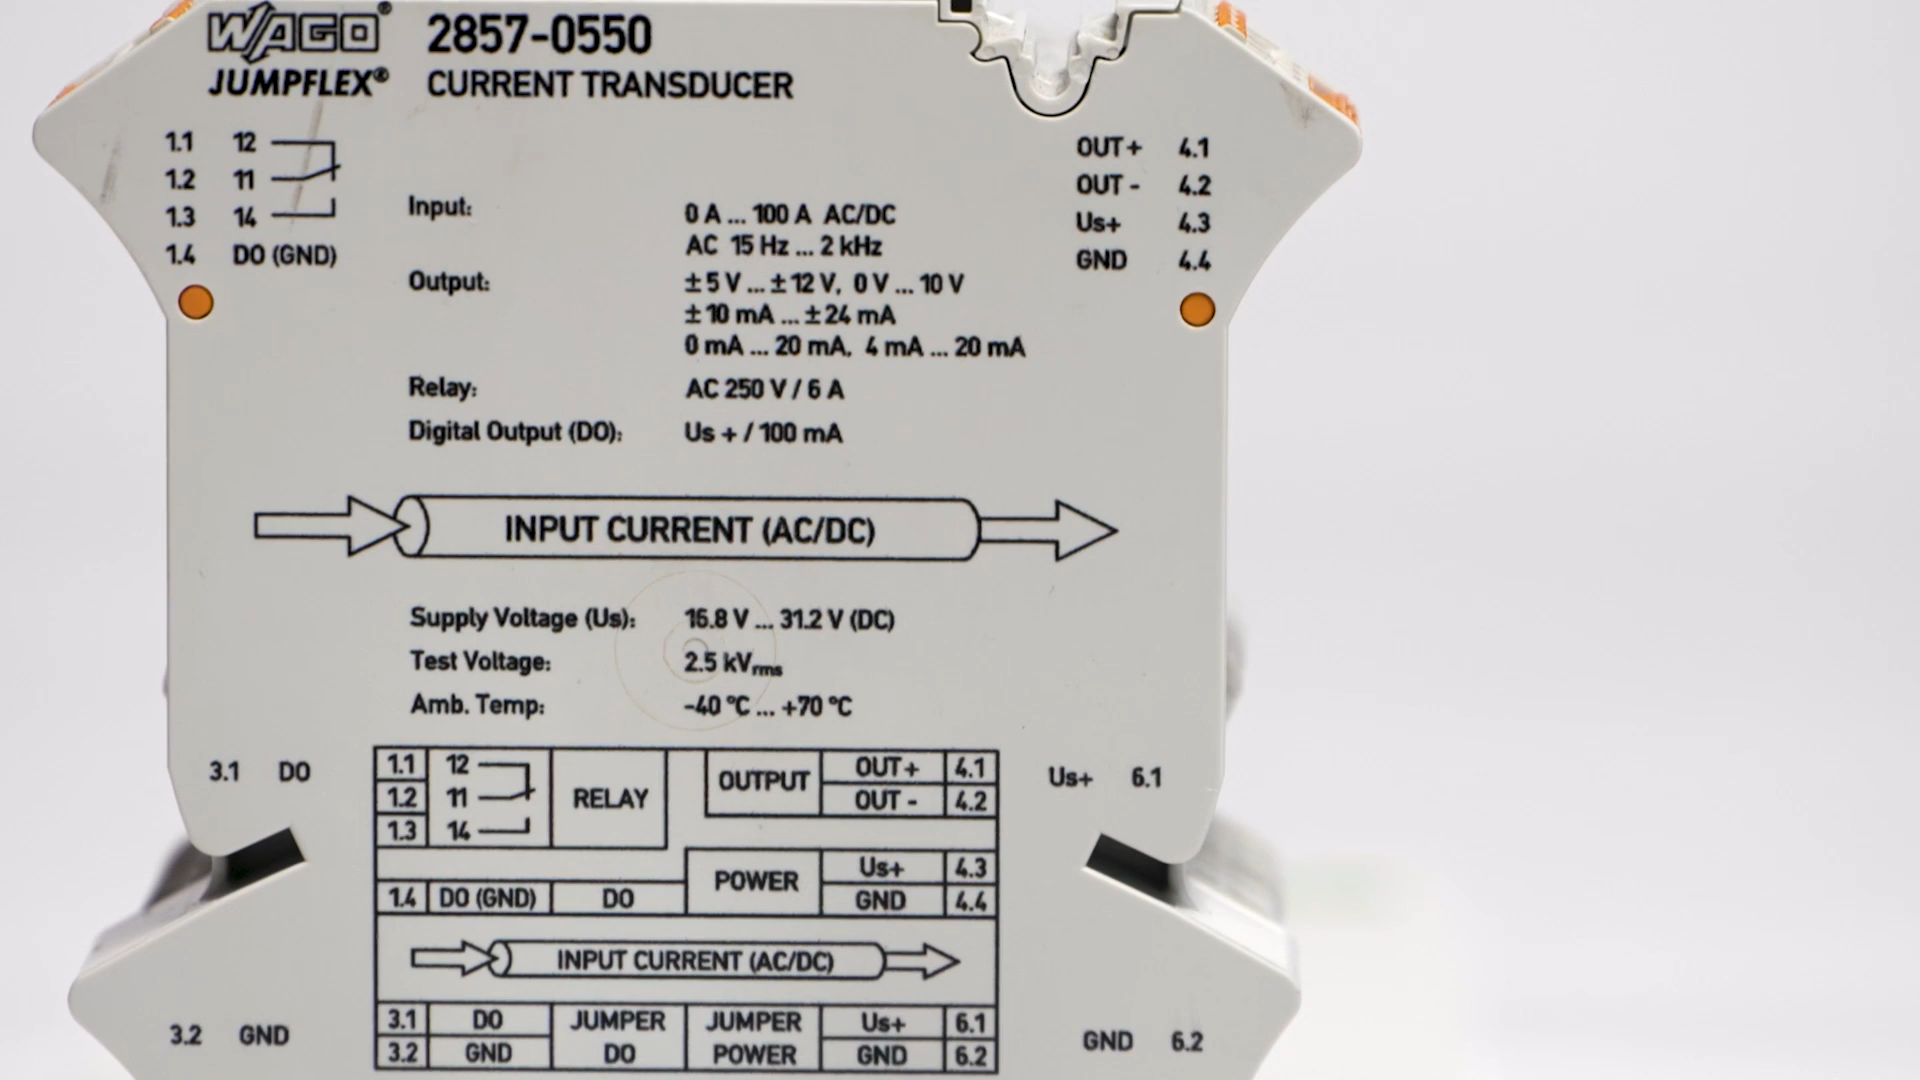 WAGO® 2857-0550
JUMPFLEX® CURRENT TRANSDUCER
1.1 12
1.2 11
1.3 14
1.4 DO (GND)
OUT+ 4.1
OUT - 4.2
Us+ 4.3
GND 4.4
Input: 0 A ... 100 A AC/DC
AC 15 Hz ... 2 kHz
Output: ±5 V ... ±12 V, 0 V ... 10 V
±10 mA ... ±24 mA
0 mA ... 20 mA, 4 mA ... 20 mA
Relay: AC 250 V / 6 A
Digital Output (DO): Us + / 100 mA
INPUT CURRENT (AC/DC)
Supply Voltage (Us): 16.8 V ... 31.2 V (DC)
Test Voltage: 2.5 kVrms
Amb. Temp: -40 °C ... +70 °C
3.1 DO
Us+ 6.1
1.1 12 RELAY OUTPUT OUT+ 4.1
1.2 11 OUT - 4.2
1.3 14
POWER Us+ 4.3
1.4 DO (GND) DO GND 4.4
INPUT CURRENT (AC/DC)
3.1 DO JUMPER JUMPER Us+ 6.1
3.2 GND DO POWER GND 6.2
3.2 GND
GND 6.2